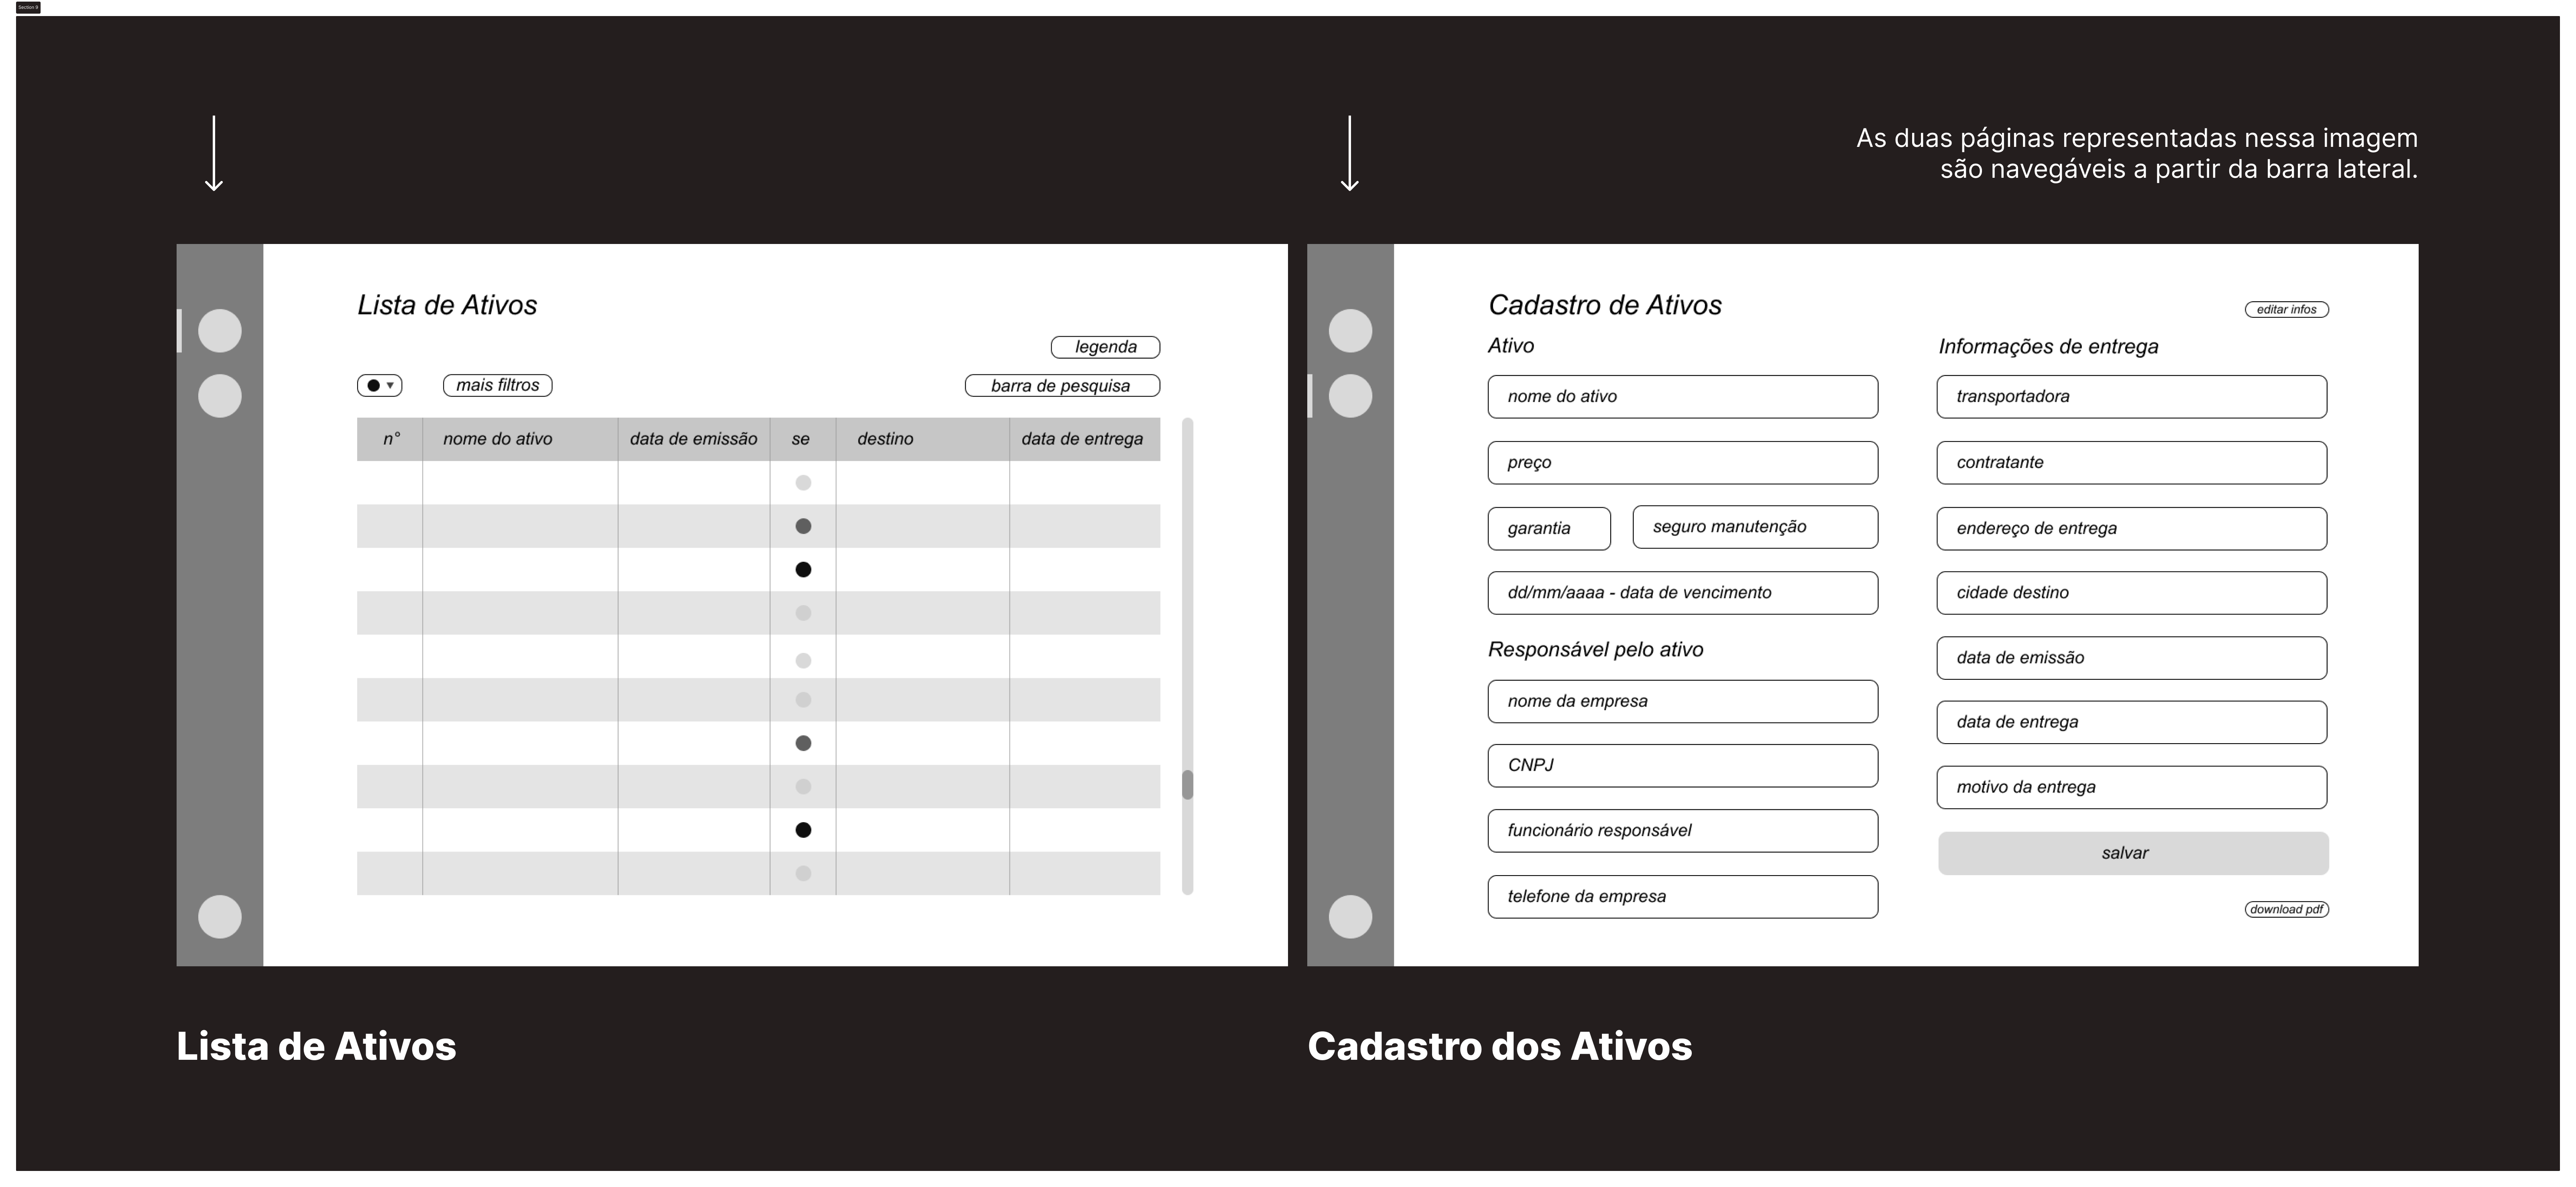 Section 9
As duas páginas representadas nessa imagem
são navegáveis a partir da barra lateral.
Lista de Ativos
legenda
mais filtros
barra de pesquisa
n° nome do ativo data de emissão se destino data de entrega
Cadastro de Ativos
editar infos
Ativo
nome do ativo
preço
garantia seguro manutenção
dd/mm/aaaa - data de vencimento
Responsável pelo ativo
nome da empresa
CNPJ
funcionário responsável
telefone da empresa
Informações de entrega
transportadora
contratante
endereço de entrega
cidade destino
data de emissão
data de entrega
motivo da entrega
salvar
download pdf
Lista de Ativos
Cadastro dos Ativos